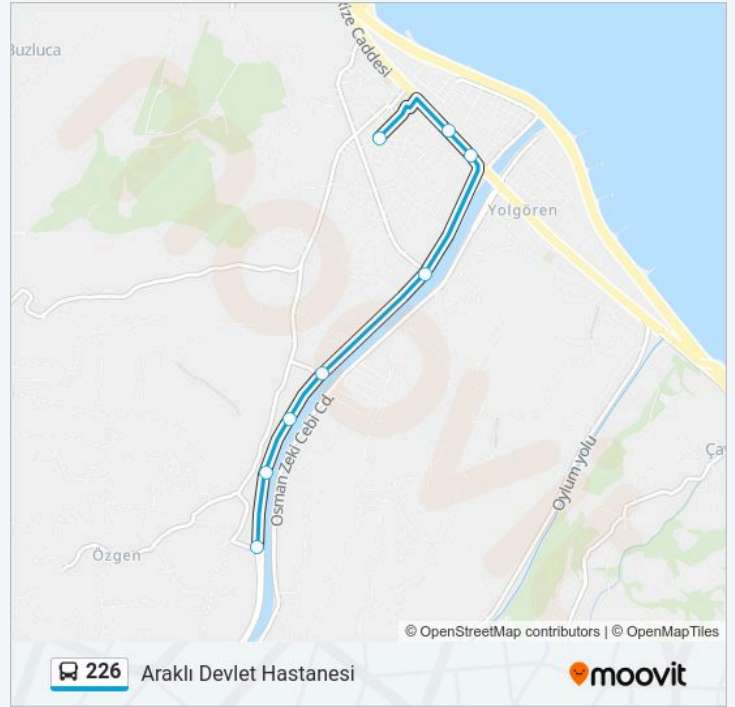 Buzluca
Rize Caddesi
Yolgören
Osman Zeki Cebi Cd.
Oylum yolu
Özgen
© OpenStreetMap contributors | © OpenMapTiles
226 Araklı Devlet Hastanesi
moovit